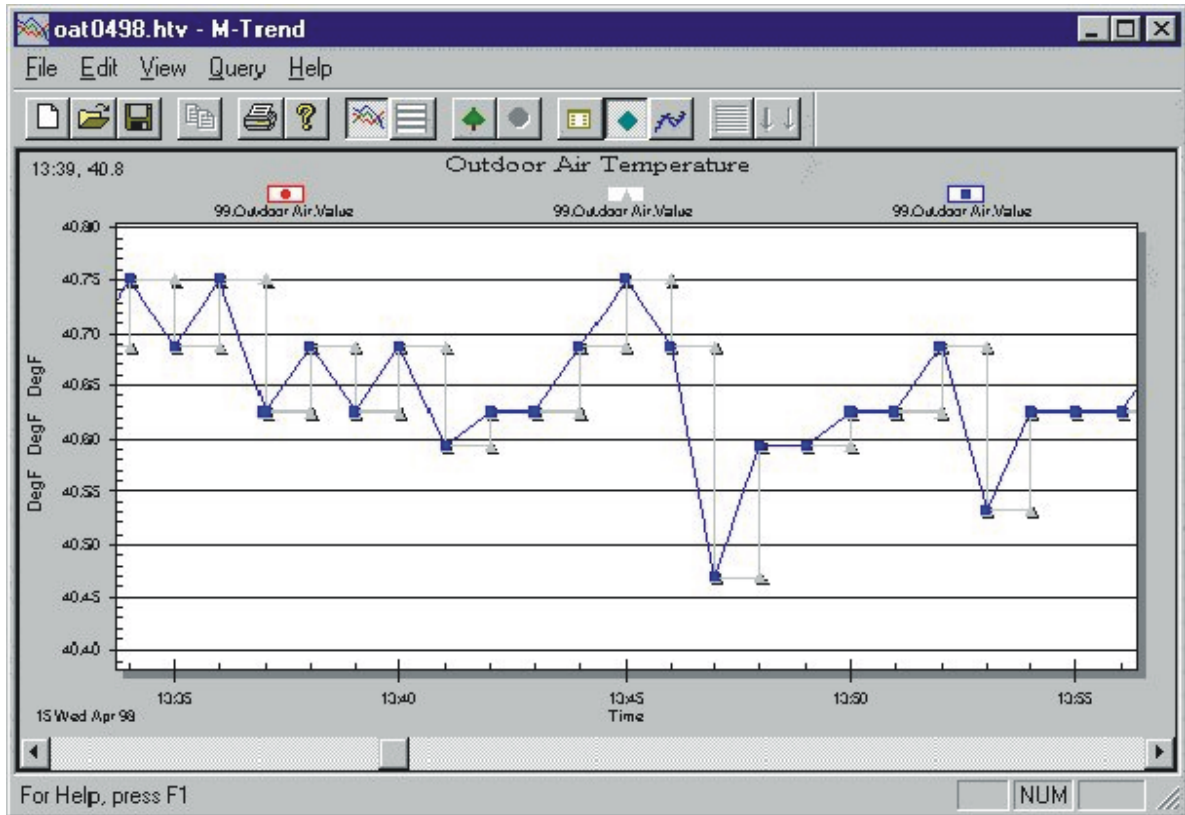 oat0498.htv - M-Trend
File Edit View Query Help
13:39, 40.8
Outdoor Air Temperature
99.Outdoor Air.Value 99.Outdoor Air.Value 99.Outdoor Air.Value
40.80
40.75
40.70
40.65
40.60
40.55
40.50
40.45
40.40
DegF DegF DegF
13:35 13:40 13:45 13:50 13:55
15 Wed Apr 98
Time
For Help, press F1
NUM